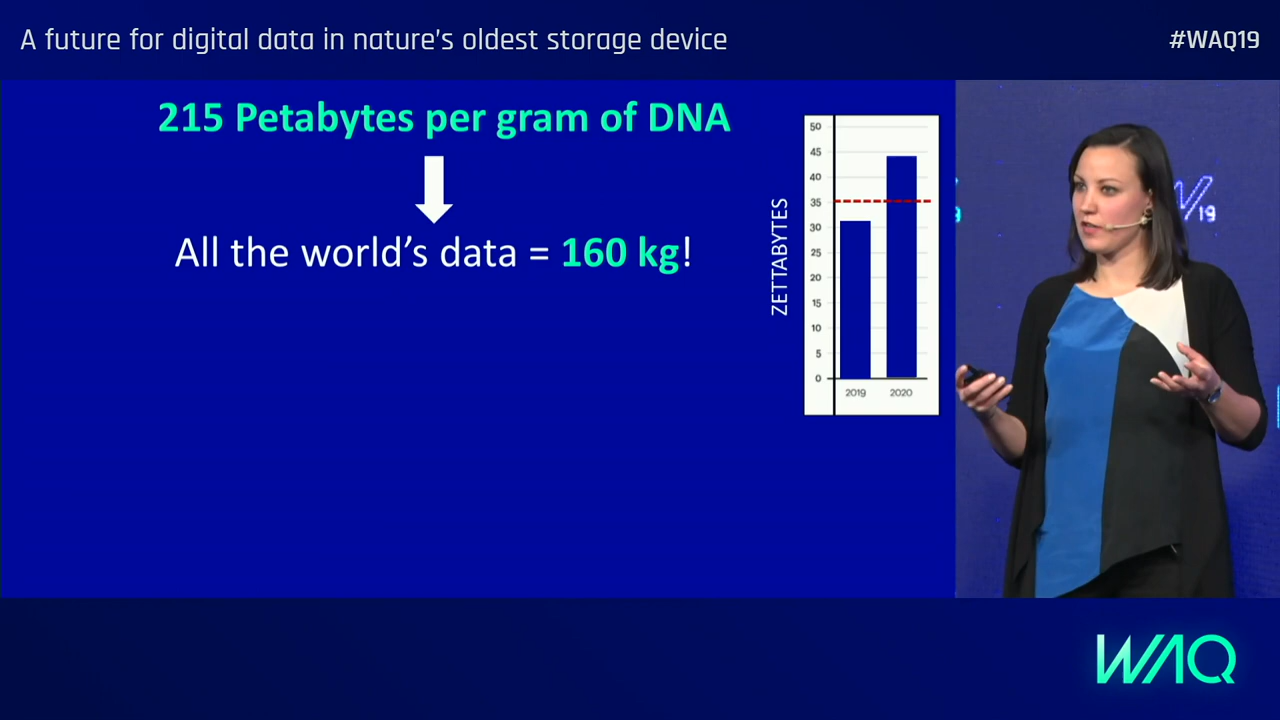 A future for digital data in nature's oldest storage device
#WAQ19
215 Petabytes per gram of DNA
All the world's data = 160 kg!
ZETTABYTES
50
45
40
35
30
25
20
15
10
5
0
2019
2020
19
WAQ